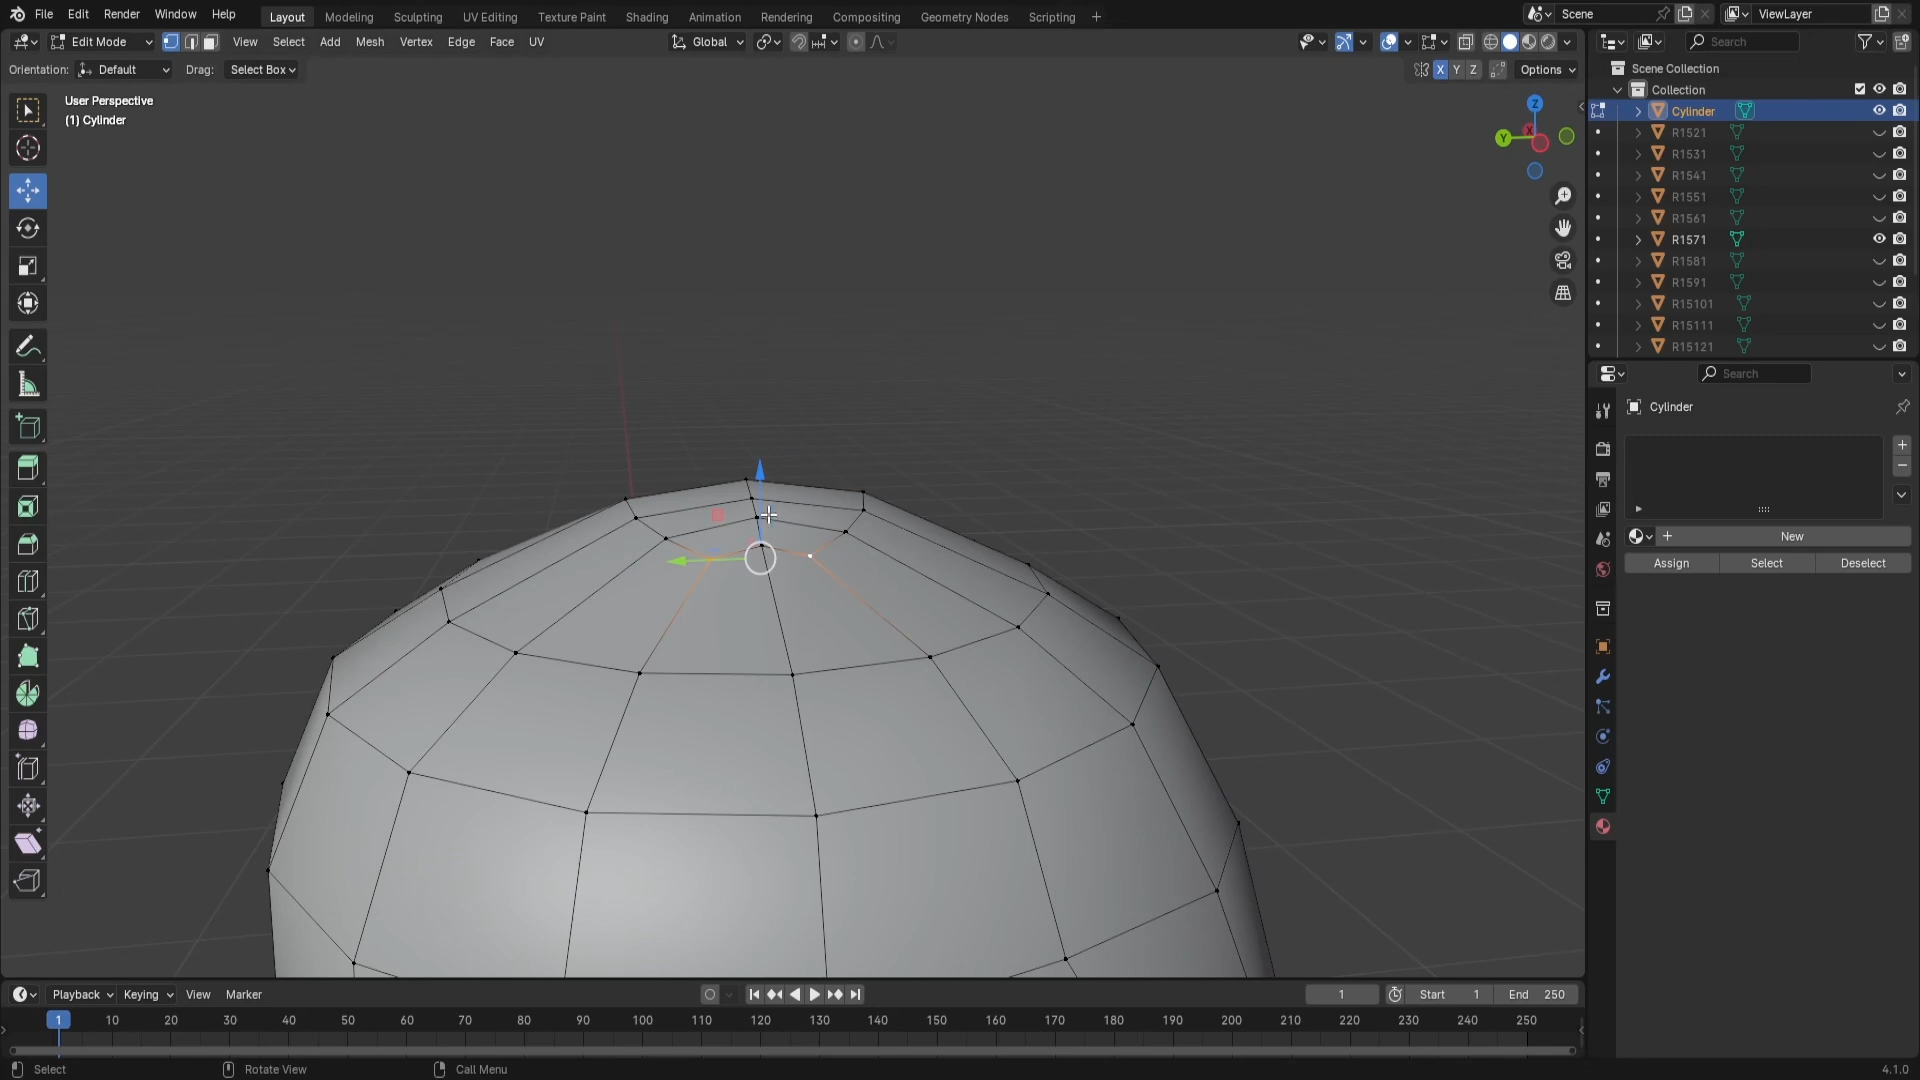 File Edit Render Window Help Layout Modeling Sculpting UV Editing Texture Paint Shading Animation Rendering Compositing Geometry Nodes Scripting Scene ViewLayer
Edit Mode View Select Add Mesh Vertex Edge Face UV Global Search
Orientation: Default Drag: Select Box X Y Z Options
Scene Collection
Collection
User Perspective
(1) Cylinder
Z
Y
X
Cylinder
R1521
R1531
R1541
R1551
R1561
R1571
R1581
R1591
R15101
R15111
R15121
Search
Cylinder
New
Assign Select Deselect
Playback Keying View Marker 1 Start 1 End 250
1 10 20 30 40 50 60 70 80 90 100 110 120 130 140 150 160 170 180 190 200 210 220 230 240 250
Select Rotate View Call Menu 4.1.0